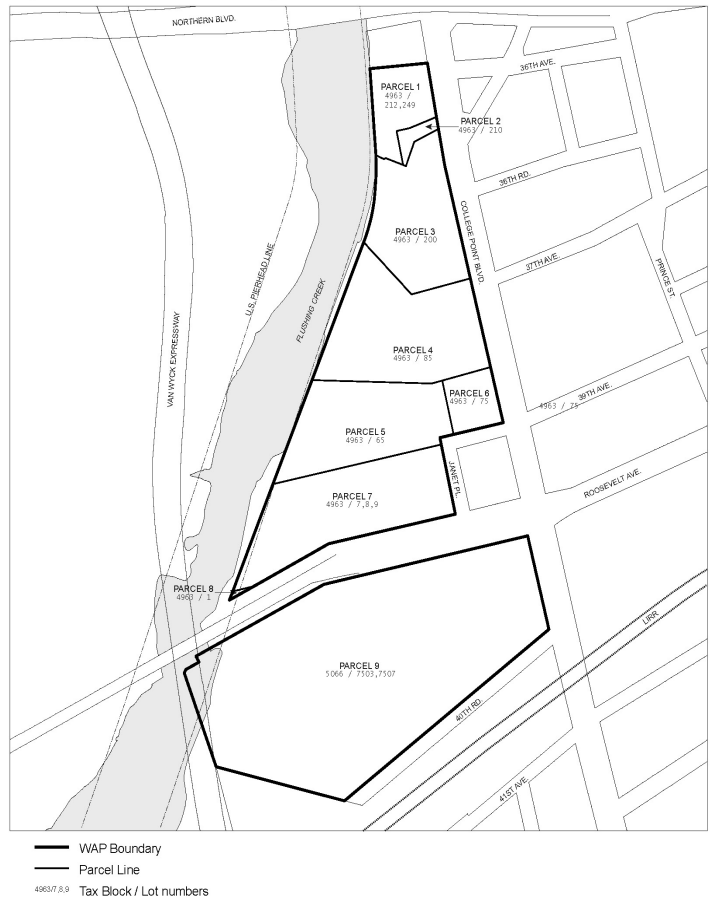 NORTHERN BLVD.
36TH AVE.
PARCEL 1
4963 /
212,249
PARCEL 2
4963 / 210
36TH RD.
COLLEGE POINT BLVD.
PARCEL 3
4963 / 200
U.S. PIERHEAD LINE
37TH AVE.
PRINCE ST.
FLUSHING CREEK
VAN WYCK EXPRESSWAY
PARCEL 4
4963 / 85
PARCEL 6
4963 / 75
39TH AVE.
4963 / 75
PARCEL 5
4963 / 65
JANET PL.
ROOSEVELT AVE.
PARCEL 7
4963 / 7,8,9
PARCEL 8
4963 / 1
LIRR
PARCEL 9
5066 / 7503,7507
40TH RD.
41ST AVE.
WAP Boundary
Parcel Line
4963/7,8,9 Tax Block / Lot numbers